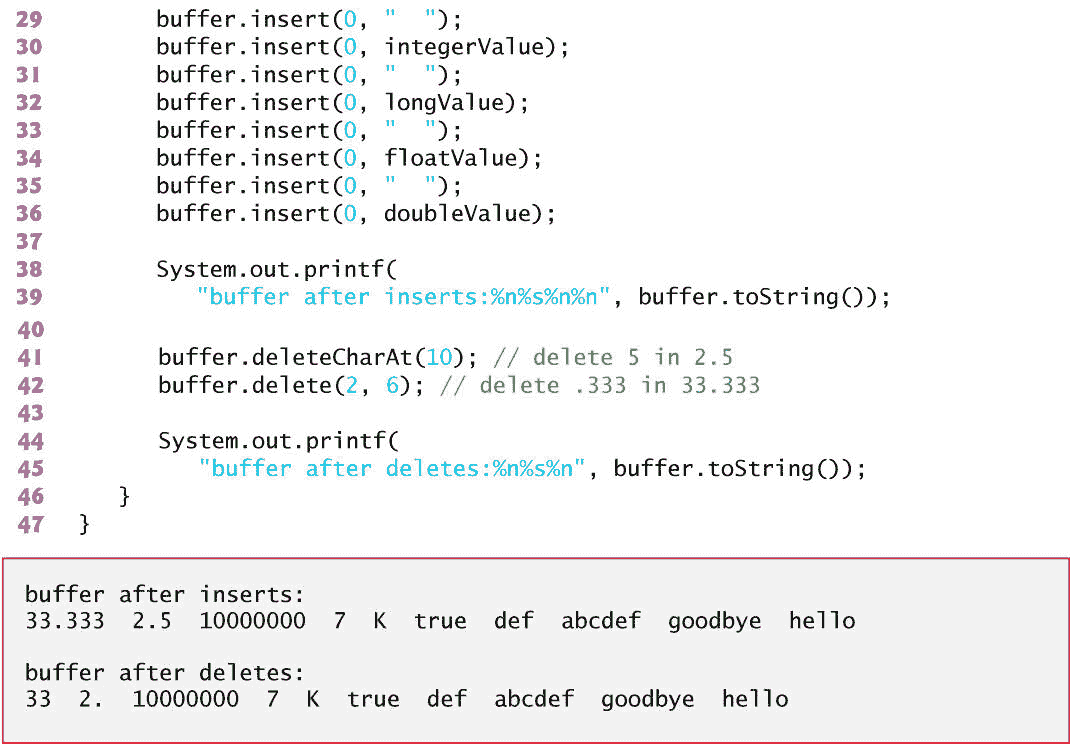 29 buffer.insert(0, "  ");
30 buffer.insert(0, integerValue);
31 buffer.insert(0, "  ");
32 buffer.insert(0, longValue);
33 buffer.insert(0, "  ");
34 buffer.insert(0, floatValue);
35 buffer.insert(0, "  ");
36 buffer.insert(0, doubleValue);
37
38 System.out.printf(
39 "buffer after inserts:%n%s%n%n", buffer.toString());
40
41 buffer.deleteCharAt(10); // delete 5 in 2.5
42 buffer.delete(2, 6); // delete .333 in 33.333
43
44 System.out.printf(
45 "buffer after deletes:%n%s%n", buffer.toString());
46 }
47 }
buffer after inserts:
33.333  2.5  10000000  7  K  true  def  abcdef  goodbye  hello
buffer after deletes:
33  2.  10000000  7  K  true  def  abcdef  goodbye  hello